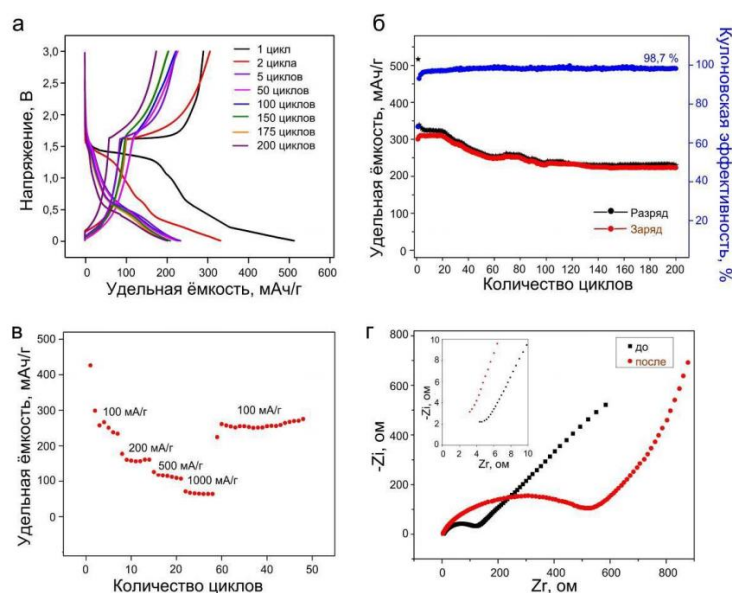 а
3,0
2,5
2,0
1,5
1,0
0,5
0,0
Напряжение, В
1 цикл
2 цикла
5 циклов
50 циклов
100 циклов
150 циклов
175 циклов
200 циклов
0 100 200 300 400 500 600
Удельная ёмкость, мАч/г
б
500
400
300
200
100
0
Удельная ёмкость, мАч/г
98,7 %
Разряд
Заряд
100
80
60
40
20
Кулоновская эффективность, %
0 20 40 60 80 100 120 140 160 180 200
Количество циклов
в
500
400
300
200
100
0
Удельная ёмкость, мАч/г
100 мА/г
200 мА/г
500 мА/г
1000 мА/г
100 мА/г
0 10 20 30 40 50
Количество циклов
г
800
600
400
200
0
-Zi, ом
до
после
10
8
6
4
2
0
-Zi, ом
0 2 4 6 8 10
Zr, ом
0 200 400 600 800
Zr, ом